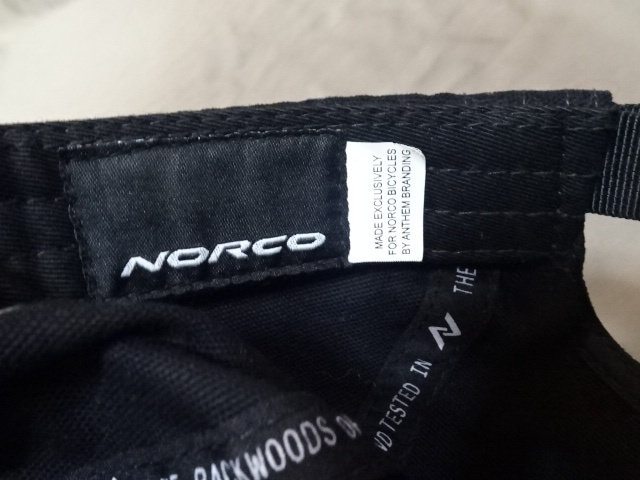 NORCO
MADE EXCLUSIVELY
FOR NORCO BICYCLES
BY ANTHEM BRANDING
TESTED IN N THE
BACKWOODS OF